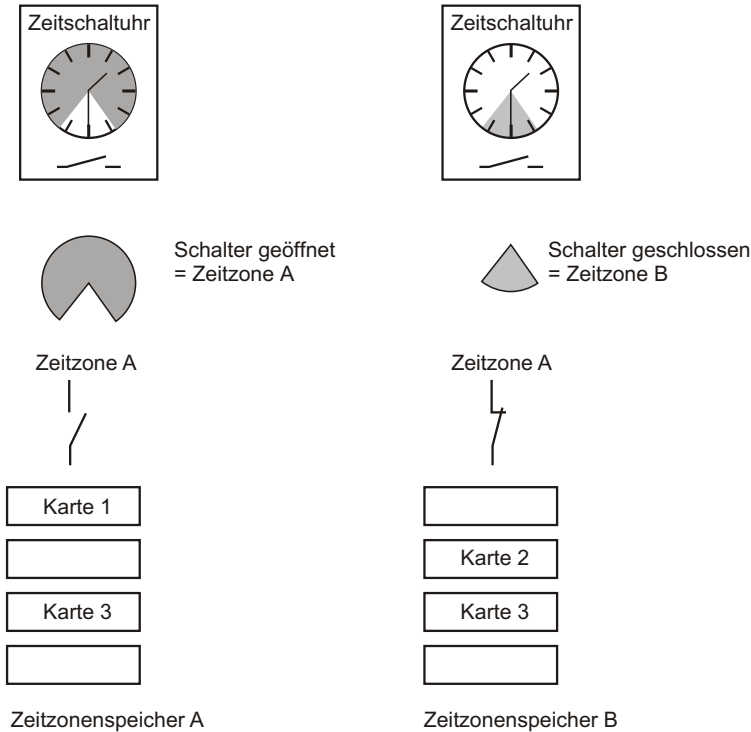 Zeitschaltuhr
Zeitschaltuhr
Schalter geöffnet
= Zeitzone A
Schalter geschlossen
= Zeitzone B
Zeitzone A
Zeitzone A
Karte 1
Karte 2
Karte 3
Karte 3
Zeitzonenspeicher A
Zeitzonenspeicher B